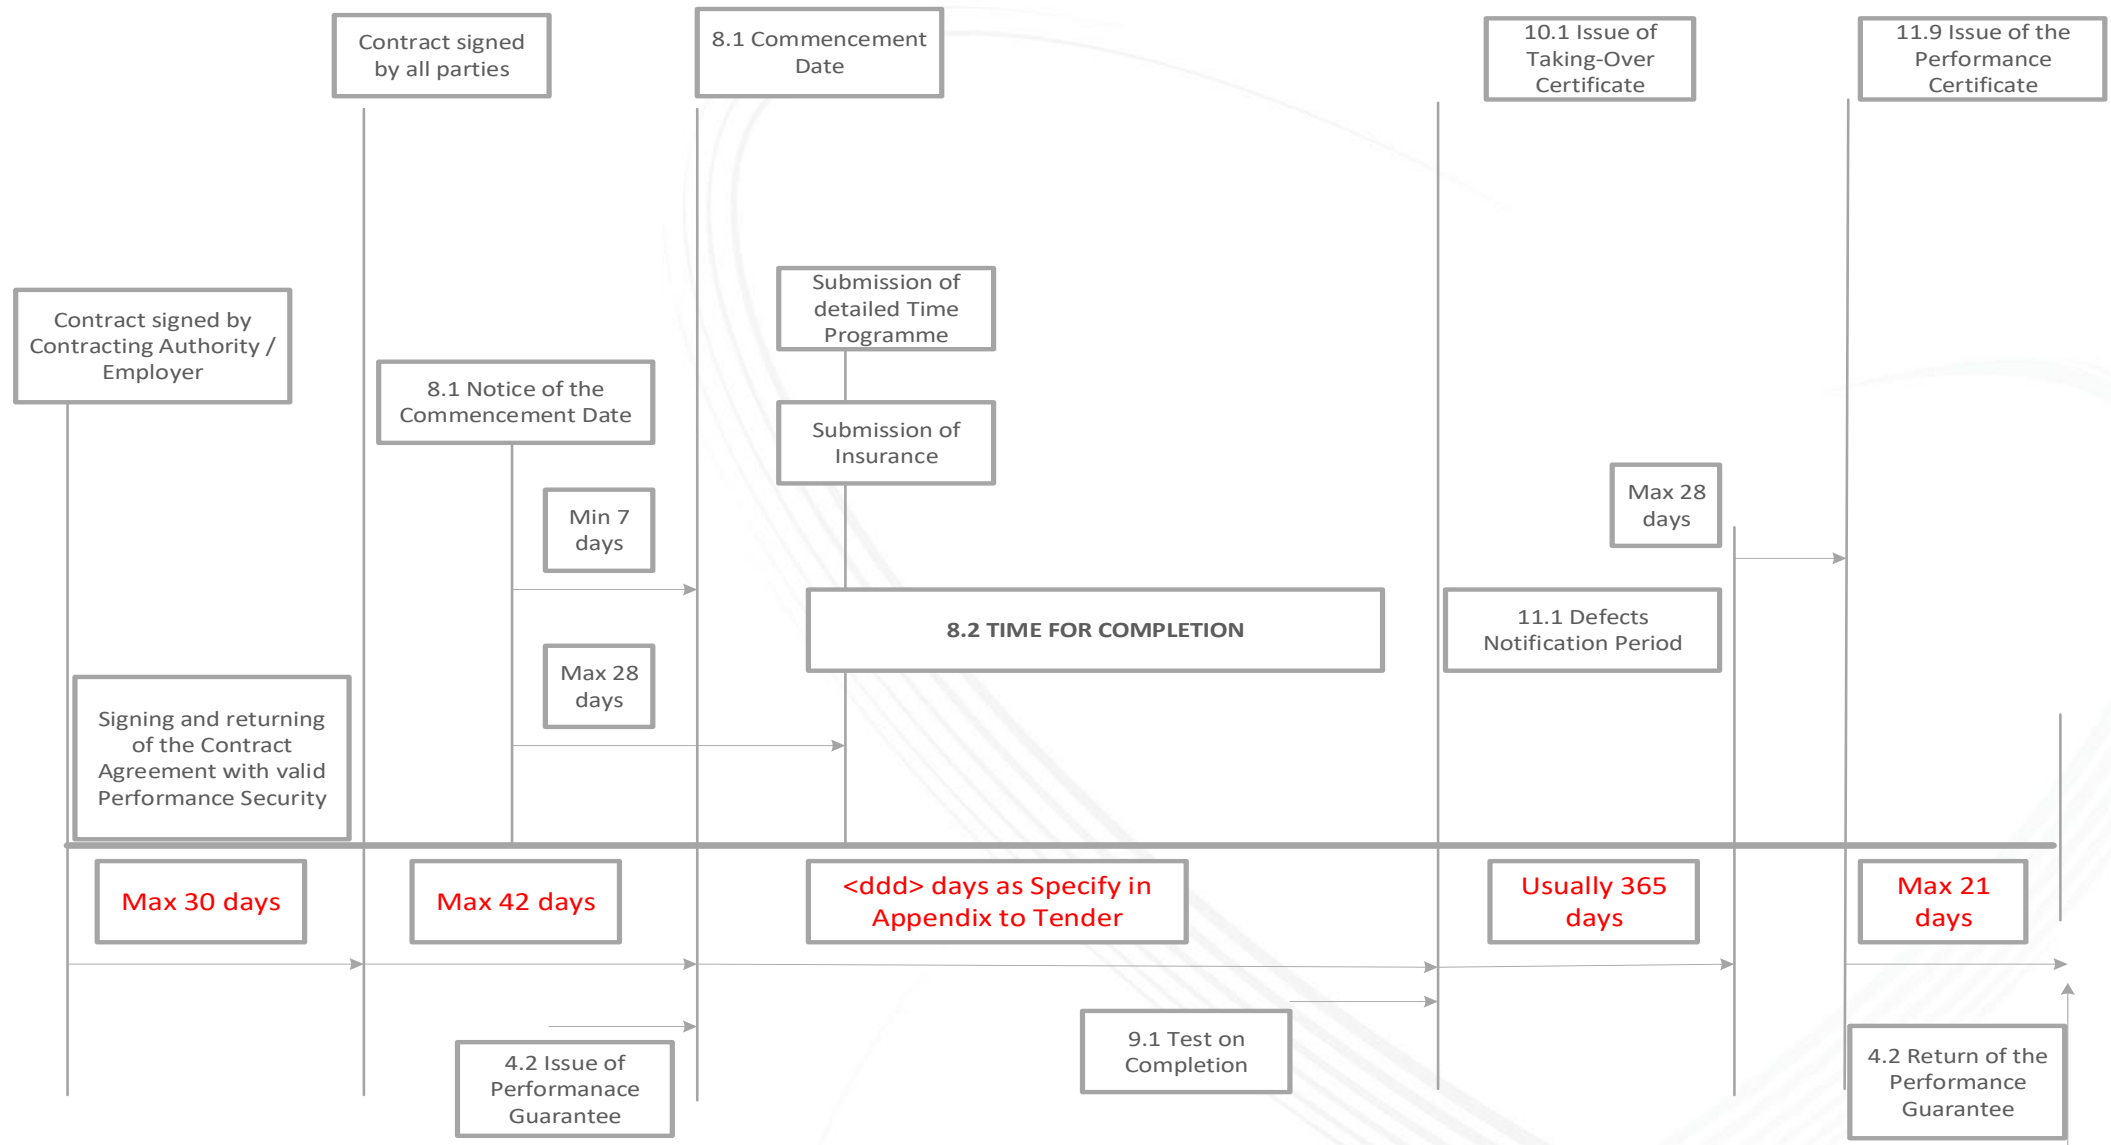 Contract signed
by all parties
8.1 Commencement
Date
10.1 Issue of
Taking-Over
Certificate
11.9 Issue of the
Performance
Certificate
Contract signed by
Contracting Authority /
Employer
Submission of
detailed Time
Programme
8.1 Notice of the
Commencement Date
Submission of
Insurance
Min 7
days
Max 28
days
8.2 TIME FOR COMPLETION
11.1 Defects
Notification Period
Max 28
days
Signing and returning
of the Contract
Agreement with valid
Performance Security
Max 30 days
Max 42 days
<ddd> days as Specify in
Appendix to Tender
Usually 365
days
Max 21
days
4.2 Issue of
Performanace
Guarantee
9.1 Test on
Completion
4.2 Return of the
Performance
Guarantee